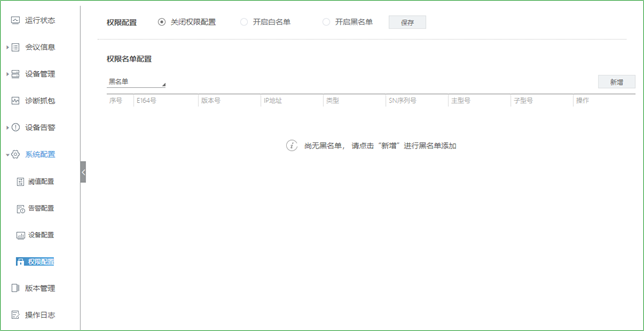 运行状态
会议信息
设备管理
诊断抓包
设备告警
系统配置
阈值配置
告警配置
设备配置
权限配置
版本管理
操作日志
权限配置 关闭权限配置 开启白名单 开启黑名单 保存
权限名单配置
黑名单 新增
序号 E164号 版本号 IP地址 类型 SN序列号 主型号 子型号 操作
尚无黑名单， 请点击“新增”进行黑名单添加